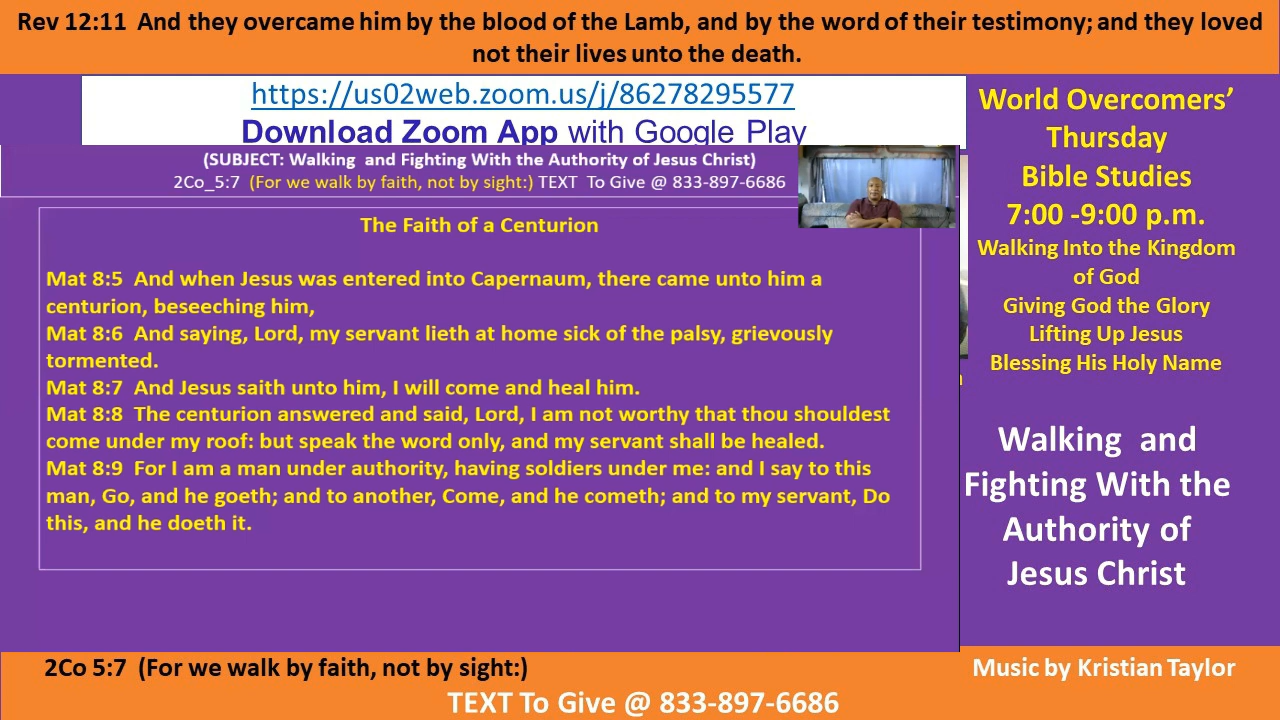 Rev 12:11  And they overcame him by the blood of the Lamb, and by the word of their testimony; and they loved
not their lives unto the death.
https://us02web.zoom.us/j/86278295577
Download Zoom App with Google Play
(SUBJECT: Walking  and Fighting With the Authority of Jesus Christ)
2Co_5:7  (For we walk by faith, not by sight:) TEXT  To Give @ 833-897-6686
The Faith of a Centurion
Mat 8:5  And when Jesus was entered into Capernaum, there came unto him a
centurion, beseeching him,
Mat 8:6  And saying, Lord, my servant lieth at home sick of the palsy, grievously
tormented.
Mat 8:7  And Jesus saith unto him, I will come and heal him.
Mat 8:8  The centurion answered and said, Lord, I am not worthy that thou shouldest
come under my roof: but speak the word only, and my servant shall be healed.
Mat 8:9  For I am a man under authority, having soldiers under me: and I say to this
man, Go, and he goeth; and to another, Come, and he cometh; and to my servant, Do
this, and he doeth it.
World Overcomers’
Thursday
Bible Studies
7:00 -9:00 p.m.
Walking Into the Kingdom
of God
Giving God the Glory
Lifting Up Jesus
Blessing His Holy Name
Walking  and
Fighting With the
Authority of
Jesus Christ
2Co 5:7  (For we walk by faith, not by sight:)
Music by Kristian Taylor
TEXT To Give @ 833-897-6686